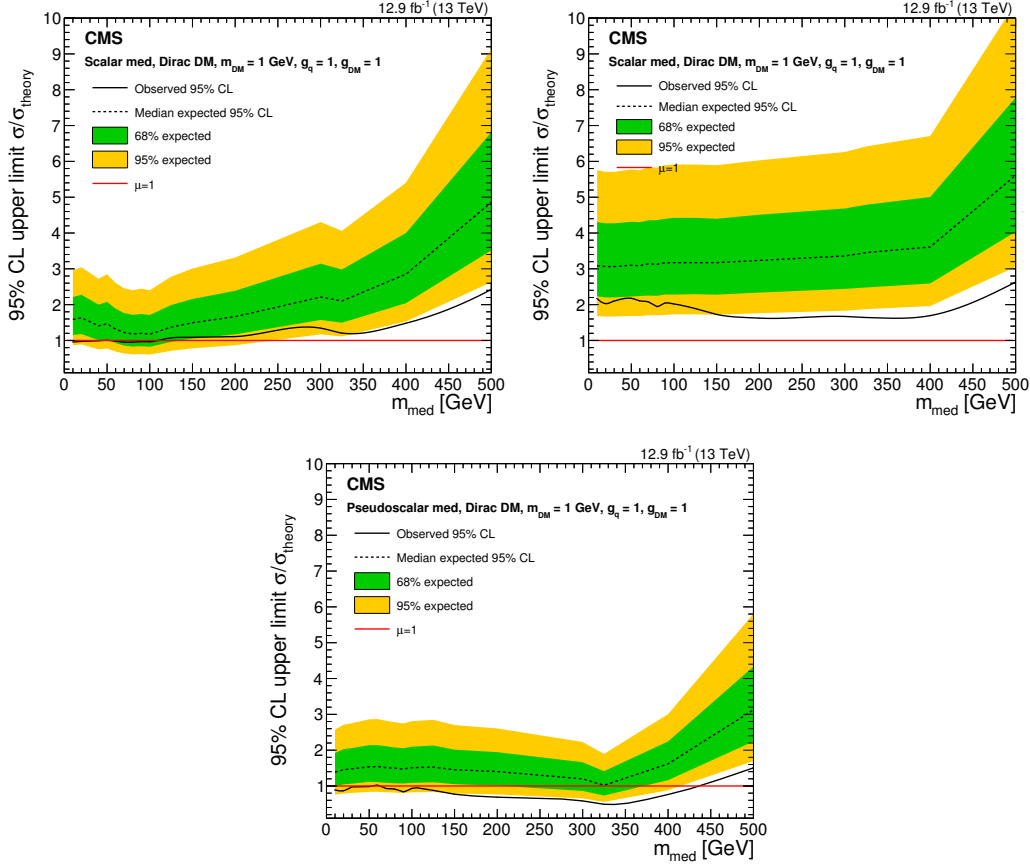 12.9 fb⁻¹ (13 TeV)
CMS
Scalar med, Dirac DM, m_DM = 1 GeV, g_q = 1, g_DM = 1
Observed 95% CL
Median expected 95% CL
68% expected
95% expected
μ=1
95% CL upper limit σ/σ_theory
10
9
8
7
6
5
4
3
2
1
0 50 100 150 200 250 300 350 400 450 500
m_med [GeV]
12.9 fb⁻¹ (13 TeV)
CMS
Scalar med, Dirac DM, m_DM = 1 GeV, g_q = 1, g_DM = 1
Observed 95% CL
Median expected 95% CL
68% expected
95% expected
μ=1
95% CL upper limit σ/σ_theory
10
9
8
7
6
5
4
3
2
1
0 50 100 150 200 250 300 350 400 450 500
m_med [GeV]
12.9 fb⁻¹ (13 TeV)
CMS
Pseudoscalar med, Dirac DM, m_DM = 1 GeV, g_q = 1, g_DM = 1
Observed 95% CL
Median expected 95% CL
68% expected
95% expected
μ=1
95% CL upper limit σ/σ_theory
10
9
8
7
6
5
4
3
2
1
0 50 100 150 200 250 300 350 400 450 500
m_med [GeV]